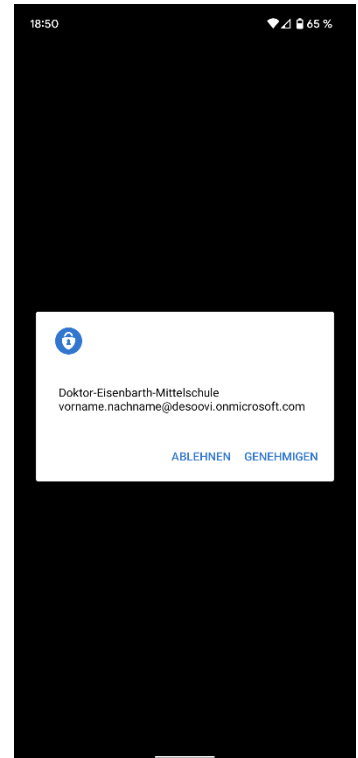 18:50
65 %
Doktor-Eisenbarth-Mittelschule
vorname.nachname@desoovi.onmicrosoft.com
ABLEHNEN GENEHMIGEN